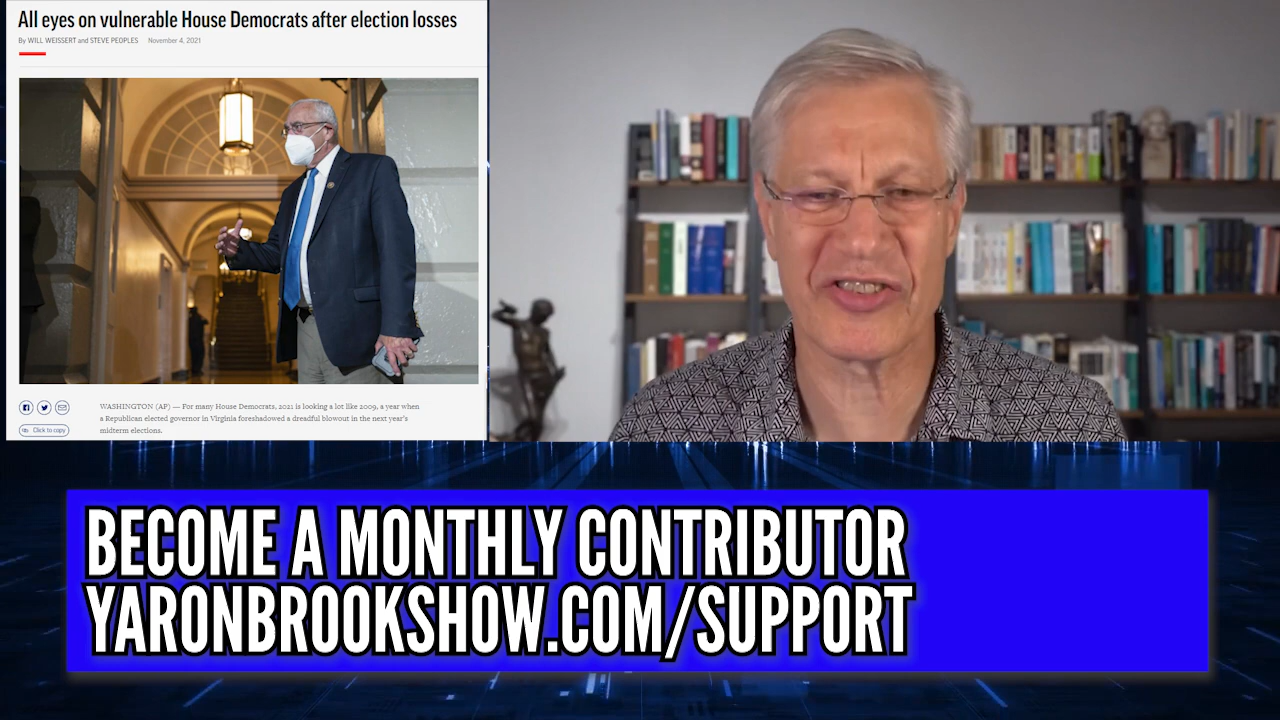 All eyes on vulnerable House Democrats after election losses
By WILL WEISSERT and STEVE PEOPLES November 4, 2021
Click to copy
WASHINGTON (AP) — For many House Democrats, 2021 is looking a lot like 2009, a year when
a Republican elected governor in Virginia foreshadowed a dreadful blowout in the next year's
midterm elections.
BECOME A MONTHLY CONTRIBUTOR
YARONBROOKSHOW.COM/SUPPORT